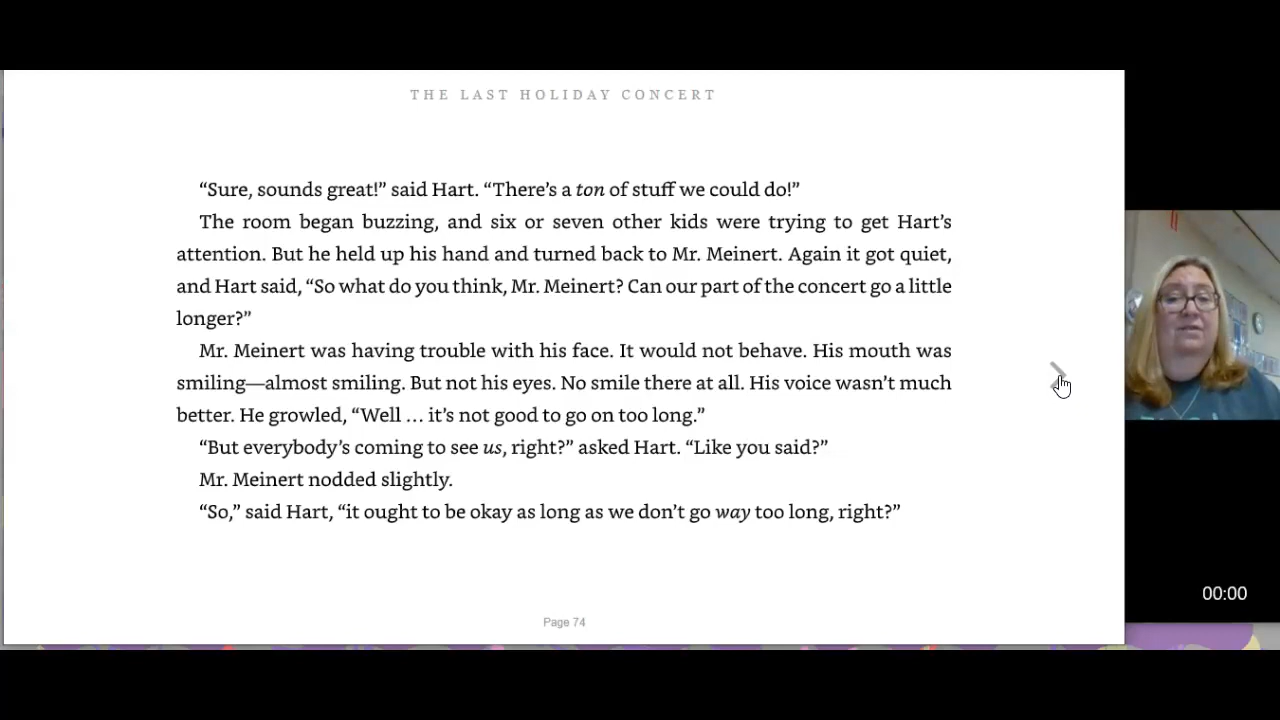 THE LAST HOLIDAY CONCERT
“Sure, sounds great!” said Hart. “There’s a ton of stuff we could do!”
The room began buzzing, and six or seven other kids were trying to get Hart’s
attention. But he held up his hand and turned back to Mr. Meinert. Again it got quiet,
and Hart said, “So what do you think, Mr. Meinert? Can our part of the concert go a little
longer?”
Mr. Meinert was having trouble with his face. It would not behave. His mouth was
smiling—almost smiling. But not his eyes. No smile there at all. His voice wasn’t much
better. He growled, “Well … it’s not good to go on too long.”
“But everybody’s coming to see us, right?” asked Hart. “Like you said?”
Mr. Meinert nodded slightly.
“So,” said Hart, “it ought to be okay as long as we don’t go way too long, right?”
Page 74
00:00